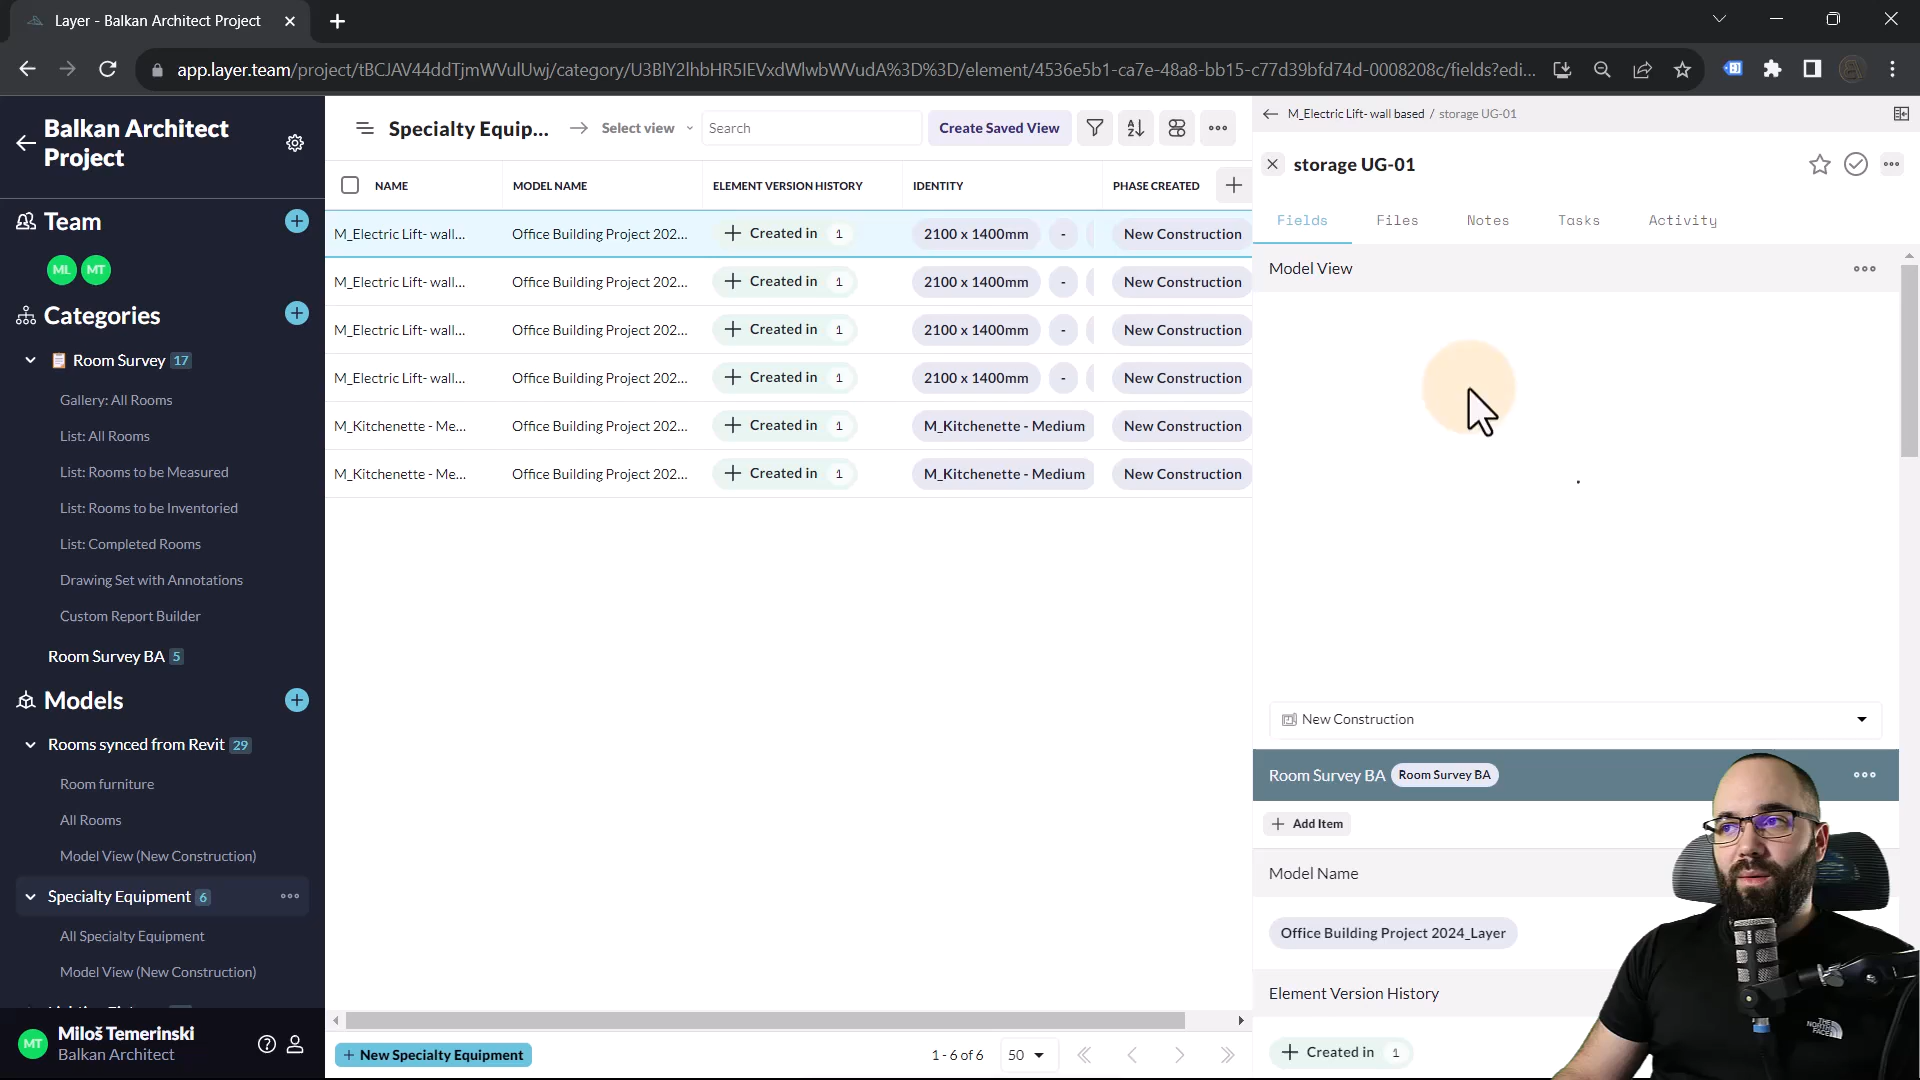 Layer - Balkan Architect Project
app.layer.team/project/tBCJAV44ddTjmWVulUwj/category/U3BlY2lhbHR5IEVxdWlwbWVudA%3D%3D/element/4536e5b1-ca7e-48a8-bb15-c77d39bfd74d-0008208c/fields?edi...
Balkan Architect
Project
Team
ML MT
Categories
Room Survey 17
Gallery: All Rooms
List: All Rooms
List: Rooms to be Measured
List: Rooms to be Inventoried
List: Completed Rooms
Drawing Set with Annotations
Custom Report Builder
Room Survey BA 5
Models
Rooms synced from Revit 29
Room furniture
All Rooms
Model View (New Construction)
Specialty Equipment 6
All Specialty Equipment
Model View (New Construction)
MT Miloš Temerinski
Balkan Architect
Specialty Equip... Select view Search Create Saved View
NAME MODEL NAME ELEMENT VERSION HISTORY IDENTITY PHASE CREATED
M_Electric Lift- wall... Office Building Project 202... + Created in 1 2100 x 1400mm - New Construction
M_Electric Lift- wall... Office Building Project 202... + Created in 1 2100 x 1400mm - New Construction
M_Electric Lift- wall... Office Building Project 202... + Created in 1 2100 x 1400mm - New Construction
M_Electric Lift- wall... Office Building Project 202... + Created in 1 2100 x 1400mm - New Construction
M_Kitchenette - Me... Office Building Project 202... + Created in 1 M_Kitchenette - Medium New Construction
M_Kitchenette - Me... Office Building Project 202... + Created in 1 M_Kitchenette - Medium New Construction
+ New Specialty Equipment 1 - 6 of 6 50
M_Electric Lift- wall based / storage UG-01
storage UG-01
Fields Files Notes Tasks Activity
Model View
New Construction
Room Survey BA Room Survey BA
+ Add Item
Model Name
Office Building Project 2024_Layer
Element Version History
+ Created in 1
THE
NORTH
FACE